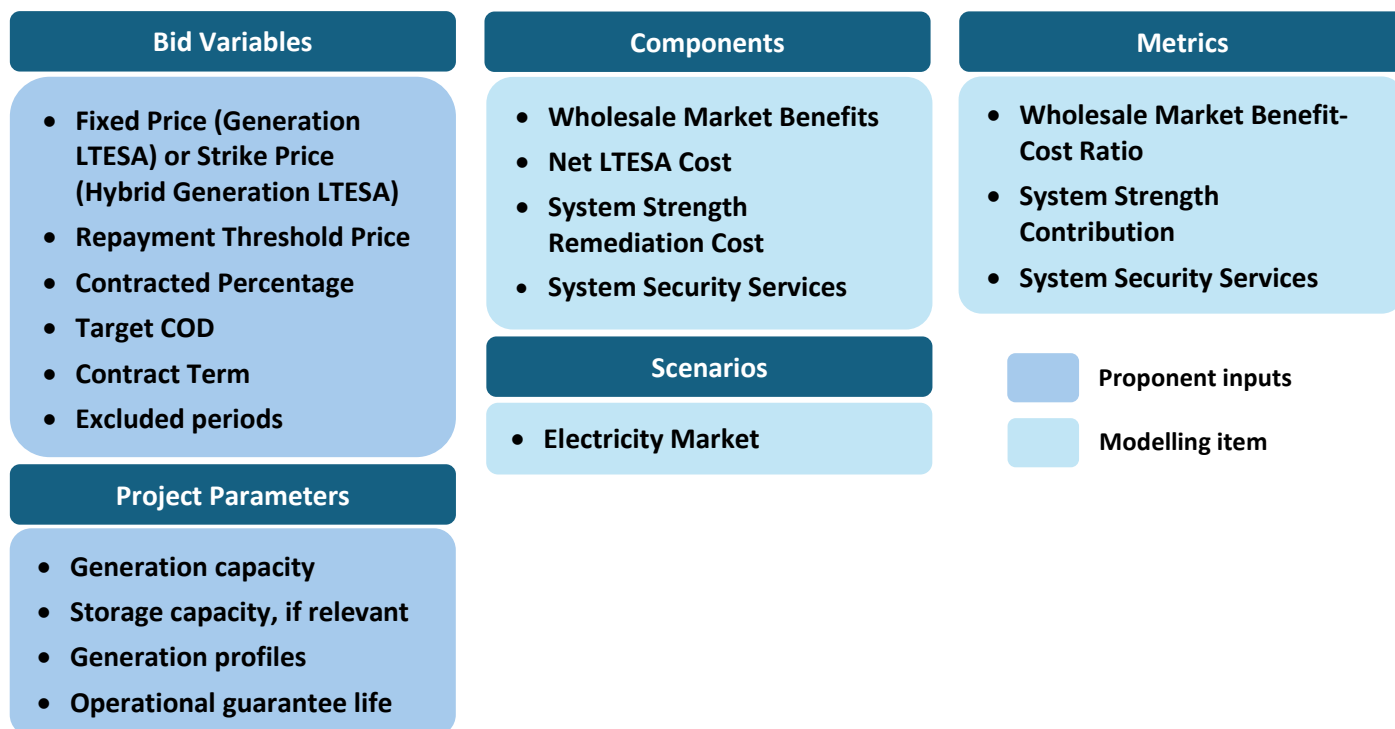 Bid Variables
• Fixed Price (Generation
LTESA) or Strike Price
(Hybrid Generation LTESA)
• Repayment Threshold Price
• Contracted Percentage
• Target COD
• Contract Term
• Excluded periods
Project Parameters
• Generation capacity
• Storage capacity, if relevant
• Generation profiles
• Operational guarantee life
Components
• Wholesale Market Benefits
• Net LTESA Cost
• System Strength
Remediation Cost
• System Security Services
Scenarios
• Electricity Market
Metrics
• Wholesale Market Benefit-
Cost Ratio
• System Strength
Contribution
• System Security Services
Proponent inputs
Modelling item